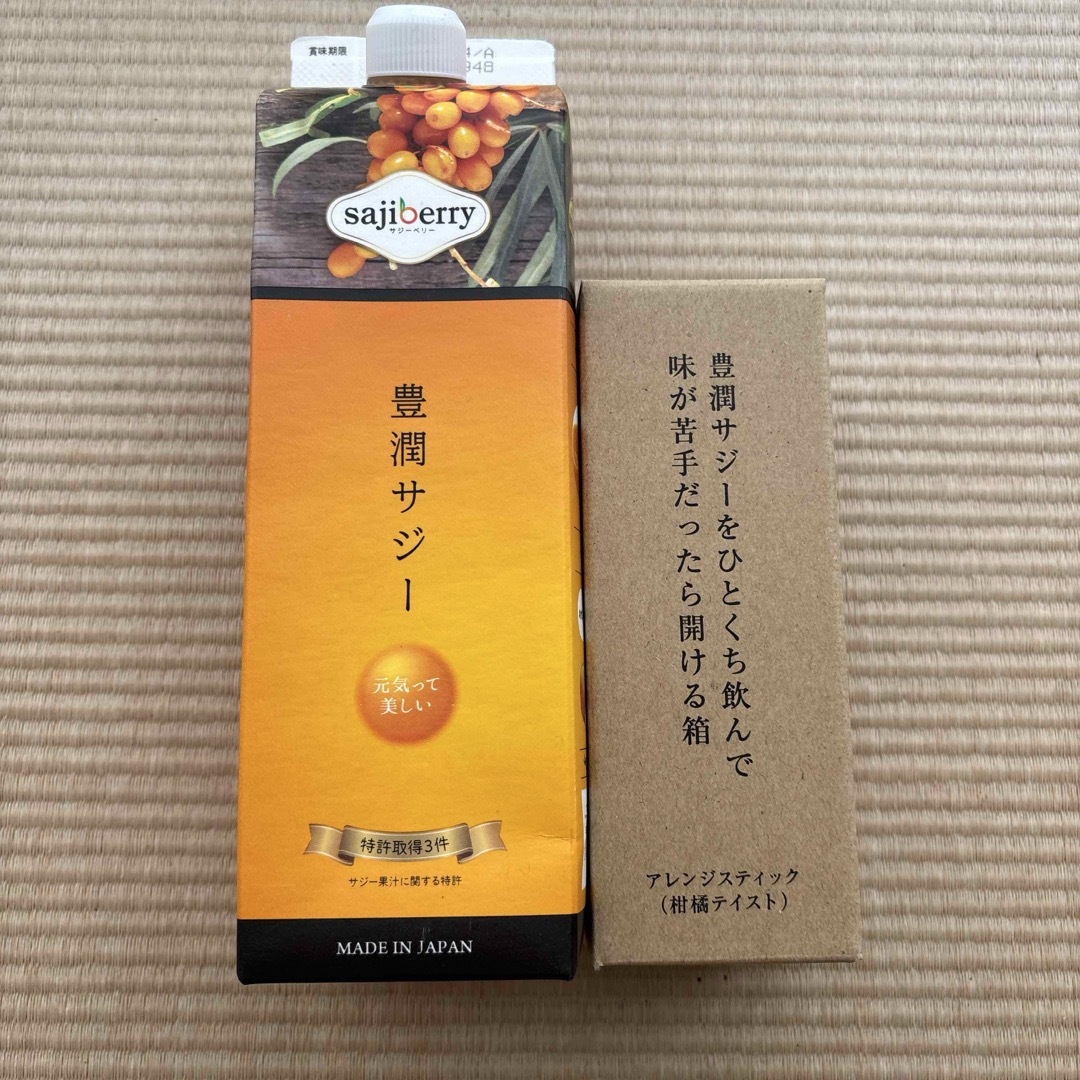 賞味期限
4/A
348
sajiberry
サジーベリー
豊潤サジー
元気って
美しい
特許取得3件
サジー果汁に関する特許
MADE IN JAPAN
豊潤サジーをひとくち飲んで
味が苦手だったら開ける箱
アレンジスティック
(柑橘テイスト)